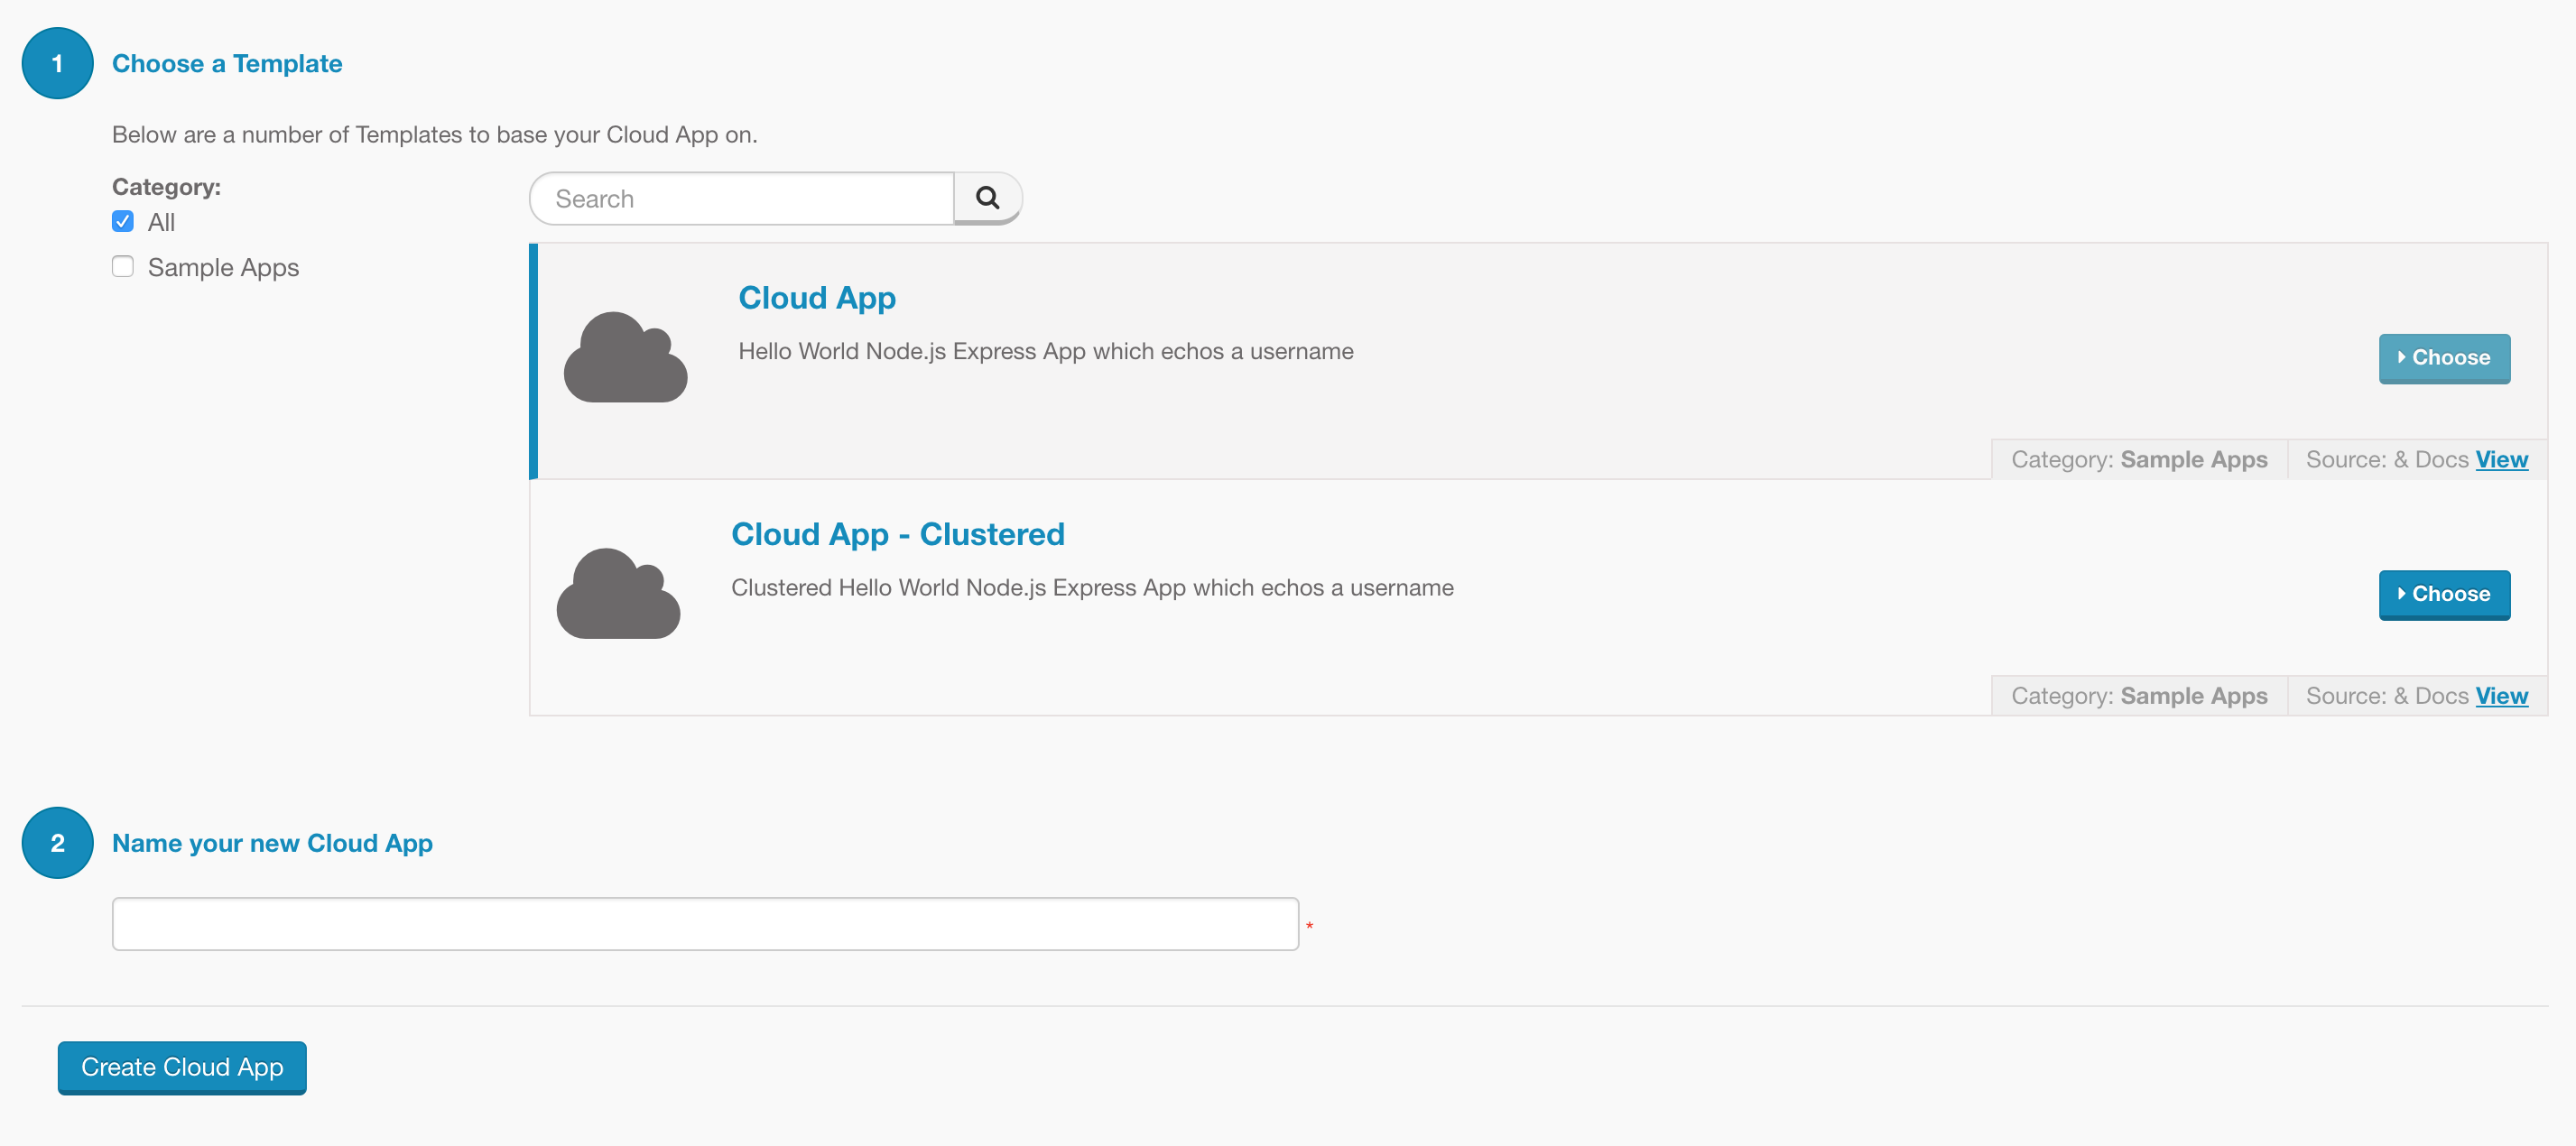 1
Choose a Template
Below are a number of Templates to base your Cloud App on.
Category:
All
Sample Apps
Search
Cloud App
Hello World Node.js Express App which echos a username
Choose
Category: Sample Apps
Source: & Docs View
Cloud App - Clustered
Clustered Hello World Node.js Express App which echos a username
Choose
Category: Sample Apps
Source: & Docs View
2
Name your new Cloud App
*
Create Cloud App